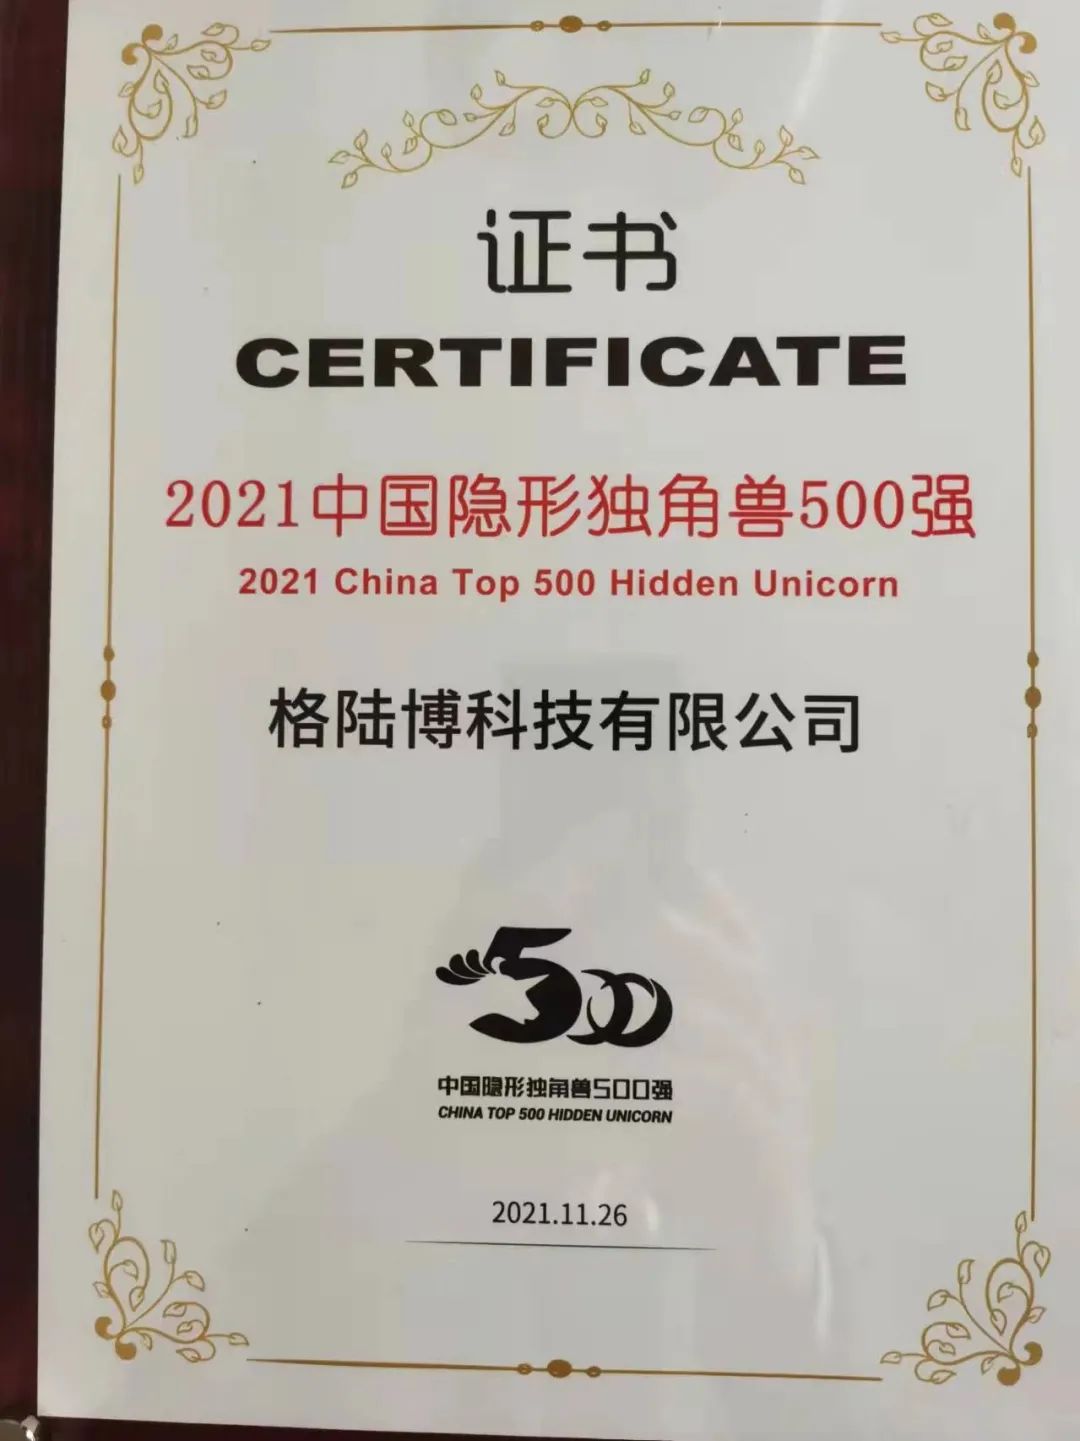 证书
CERTIFICATE
2021中国隐形独角兽500强
2021 China Top 500 Hidden Unicorn
格陆博科技有限公司
500
中国隐形独角兽500强
CHINA TOP 500 HIDDEN UNICORN
2021.11.26